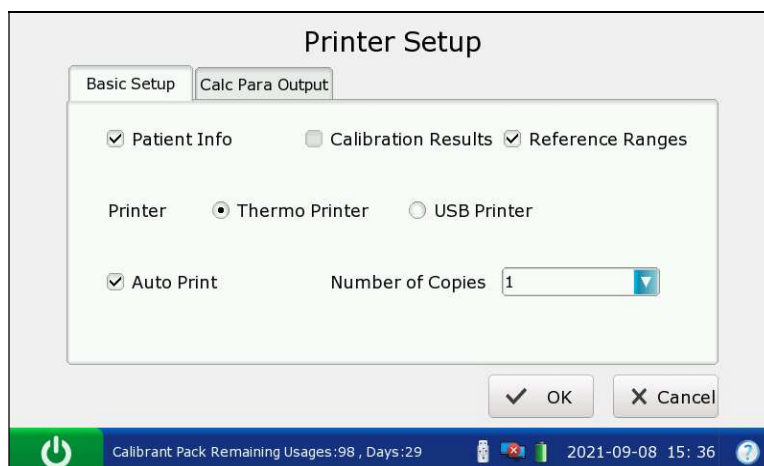 Printer Setup
Basic Setup Calc Para Output
Patient Info Calibration Results Reference Ranges
Printer Thermo Printer USB Printer
Auto Print Number of Copies 1
OK Cancel
Calibrant Pack Remaining Usages:98 , Days:29 2021-09-08 15: 36 ?